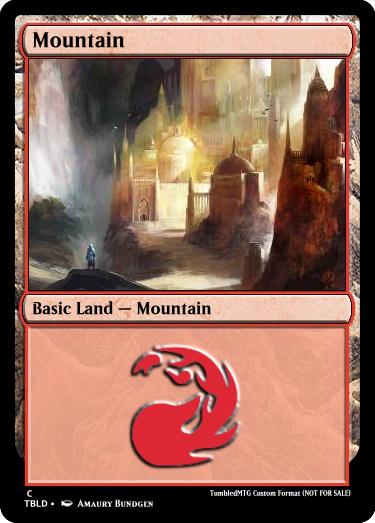 Mountain
Basic Land — Mountain
C
TBLD • AMAURY BUNDGEN
TumbledMTG Custom Format (NOT FOR SALE)